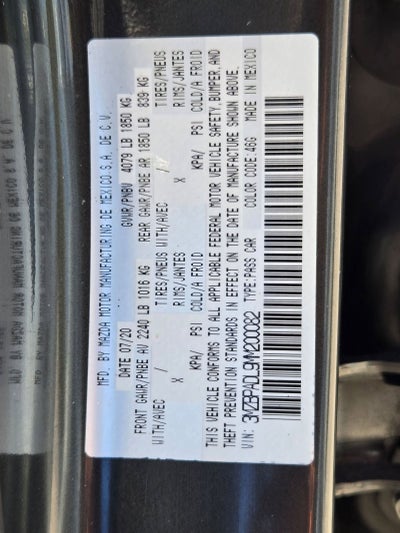 MFD. BY MAZDA MOTOR MANUFACTURING DE MEXICO S.A. DE C.V.
DATE 07/20 GVWR/PNBV 4079 LB 1850 KG
FRONT GAWR/PNBE AV 2240 LB 1016 KG REAR GAWR/PNBE AR 1850 LB 839 KG
WITH/AVEC / TIRES/PNEUS WITH/AVEC / TIRES/PNEUS
X RIMS/JANTES X RIMS/JANTES
KPA/ PSI COLD/A FROID KPA/ PSI COLD/A FROID
THIS VEHICLE CONFORMS TO ALL APPLICABLE FEDERAL MOTOR VEHICLE SAFETY, BUMPER, AND
THEFT PREVENTION STANDARDS IN EFFECT ON THE DATE OF MANUFACTURE SHOWN ABOVE.
VIN: 3MZBPADL9MM200082 TYPE:PASS CAR COLOR CODE:46G MADE IN MEXICO